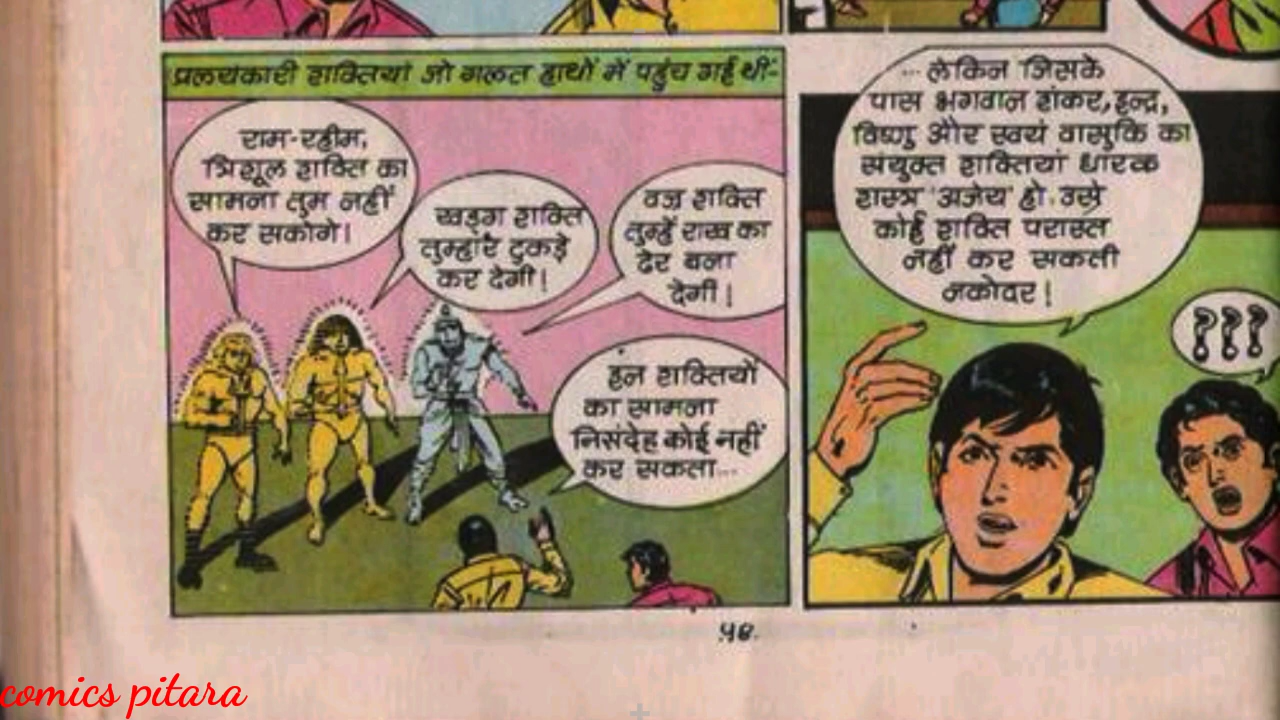 प्रलयंकारी शक्तियां जो गलत हाथों में पहुंच गई थीं-
राम-रहीम,
त्रिशूल शक्ति का
सामना तुम नहीं
कर सकोगे।
खड्ग शक्ति
तुम्हारे टुकड़े
कर देगी!
वज्र शक्ति
तुम्हें राख का
ढेर बना
देगी!
इन शक्तियों
का सामना
निसंदेह कोई नहीं
कर सकता...
...लेकिन जिसके
पास भगवान शंकर, इन्द्र,
विष्णु और स्वयं वासुकि का
संयुक्त शक्तियां धारक
शास्त्र 'अजेय' हो. उसे
कोई शक्ति परास्त
नहीं कर सकती
नकोवर!
???
comics pitara